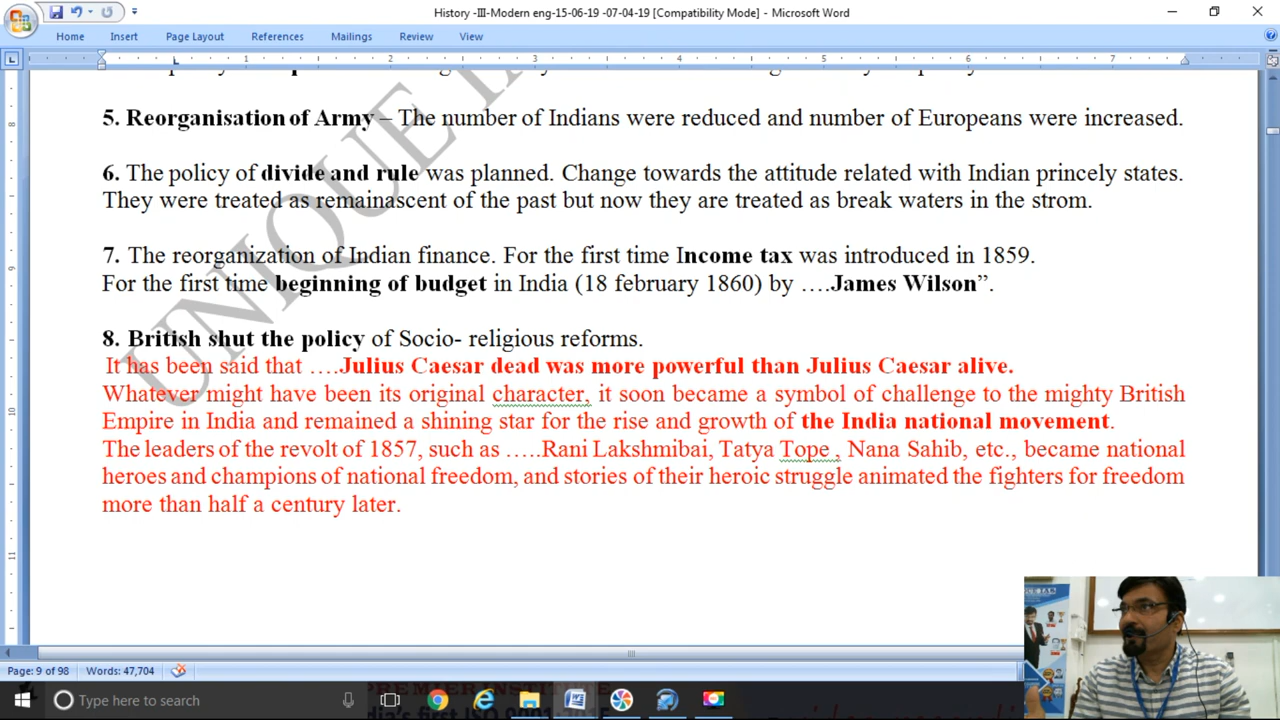 History -III-Modern eng-15-06-19 -07-04-19 [Compatibility Mode] - Microsoft Word
Home Insert Page Layout References Mailings Review View
1 2 3 4 5 6 7
5. Reorganisation of Army – The number of Indians were reduced and number of Europeans were increased.
6. The policy of divide and rule was planned. Change towards the attitude related with Indian princely states.
They were treated as remainascent of the past but now they are treated as break waters in the strom.
7. The reorganization of Indian finance. For the first time Income tax was introduced in 1859.
For the first time beginning of budget in India (18 february 1860) by ….James Wilson”.
8. British shut the policy of Socio- religious reforms.
It has been said that ….Julius Caesar dead was more powerful than Julius Caesar alive.
Whatever might have been its original character, it soon became a symbol of challenge to the mighty British
Empire in India and remained a shining star for the rise and growth of the India national movement.
The leaders of the revolt of 1857, such as …..Rani Lakshmibai, Tatya Tope , Nana Sahib, etc., became national
heroes and champions of national freedom, and stories of their heroic struggle animated the fighters for freedom
more than half a century later.
UNIQUE IA
Page: 9 of 98 Words: 47,704
Type here to search